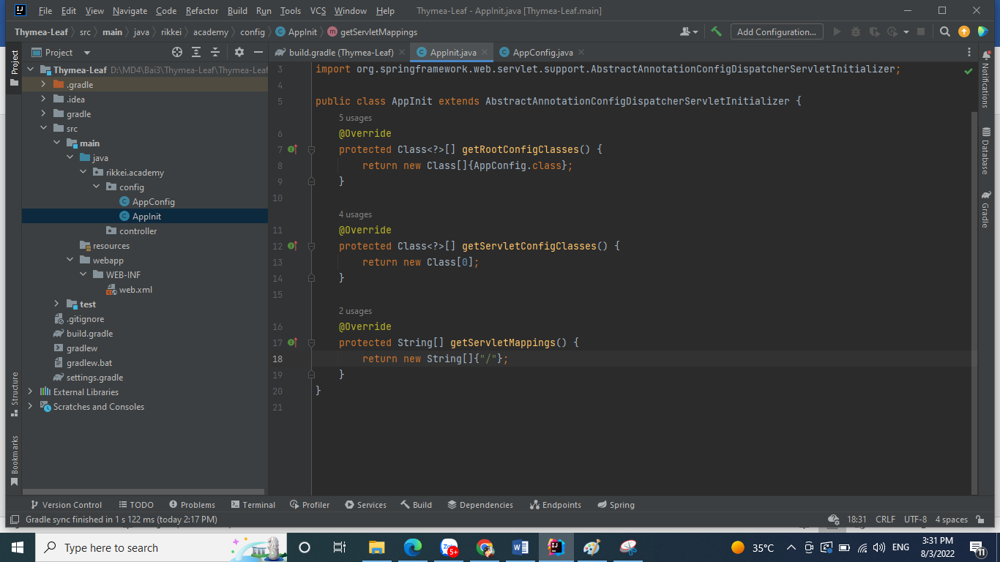 File Edit View Navigate Code Refactor Build Run Tools VCS Window Help Thymea-Leaf - AppInit.java [Thymea-Leaf.main]
Thymea-Leaf src main java rikkei academy config AppInit getServletMappings Add Configuration...
Project build.gradle (Thymea-Leaf) AppInit.java AppConfig.java
Project
Structure
Bookmarks
Thymea-Leaf D:\MD4\Bai3\Thymea-Leaf\Thymea-Leaf
.gradle
.idea
gradle
src
main
java
rikkei.academy
config
AppConfig
AppInit
controller
resources
webapp
WEB-INF
web.xml
test
.gitignore
build.gradle
gradlew
gradlew.bat
settings.gradle
External Libraries
Scratches and Consoles
3 import org.springframework.web.servlet.support.AbstractAnnotationConfigDispatcherServletInitializer;
4
5 public class AppInit extends AbstractAnnotationConfigDispatcherServletInitializer {
5 usages
6 @Override
7 protected Class<?>[] getRootConfigClasses() {
8 return new Class[]{AppConfig.class};
9 }
10
4 usages
11 @Override
12 protected Class<?>[] getServletConfigClasses() {
13 return new Class[0];
14 }
15
2 usages
16 @Override
17 protected String[] getServletMappings() {
18 return new String[]{"/"};
19 }
20 }
21
Notifications
Database
Gradle
Version Control TODO Problems Terminal Profiler Services Build Dependencies Endpoints Spring
Gradle sync finished in 1 s 122 ms (today 2:17 PM) 18:31 CRLF UTF-8 4 spaces
Type here to search 5+ 35°C ENG 3:31 PM
8/3/2022 11